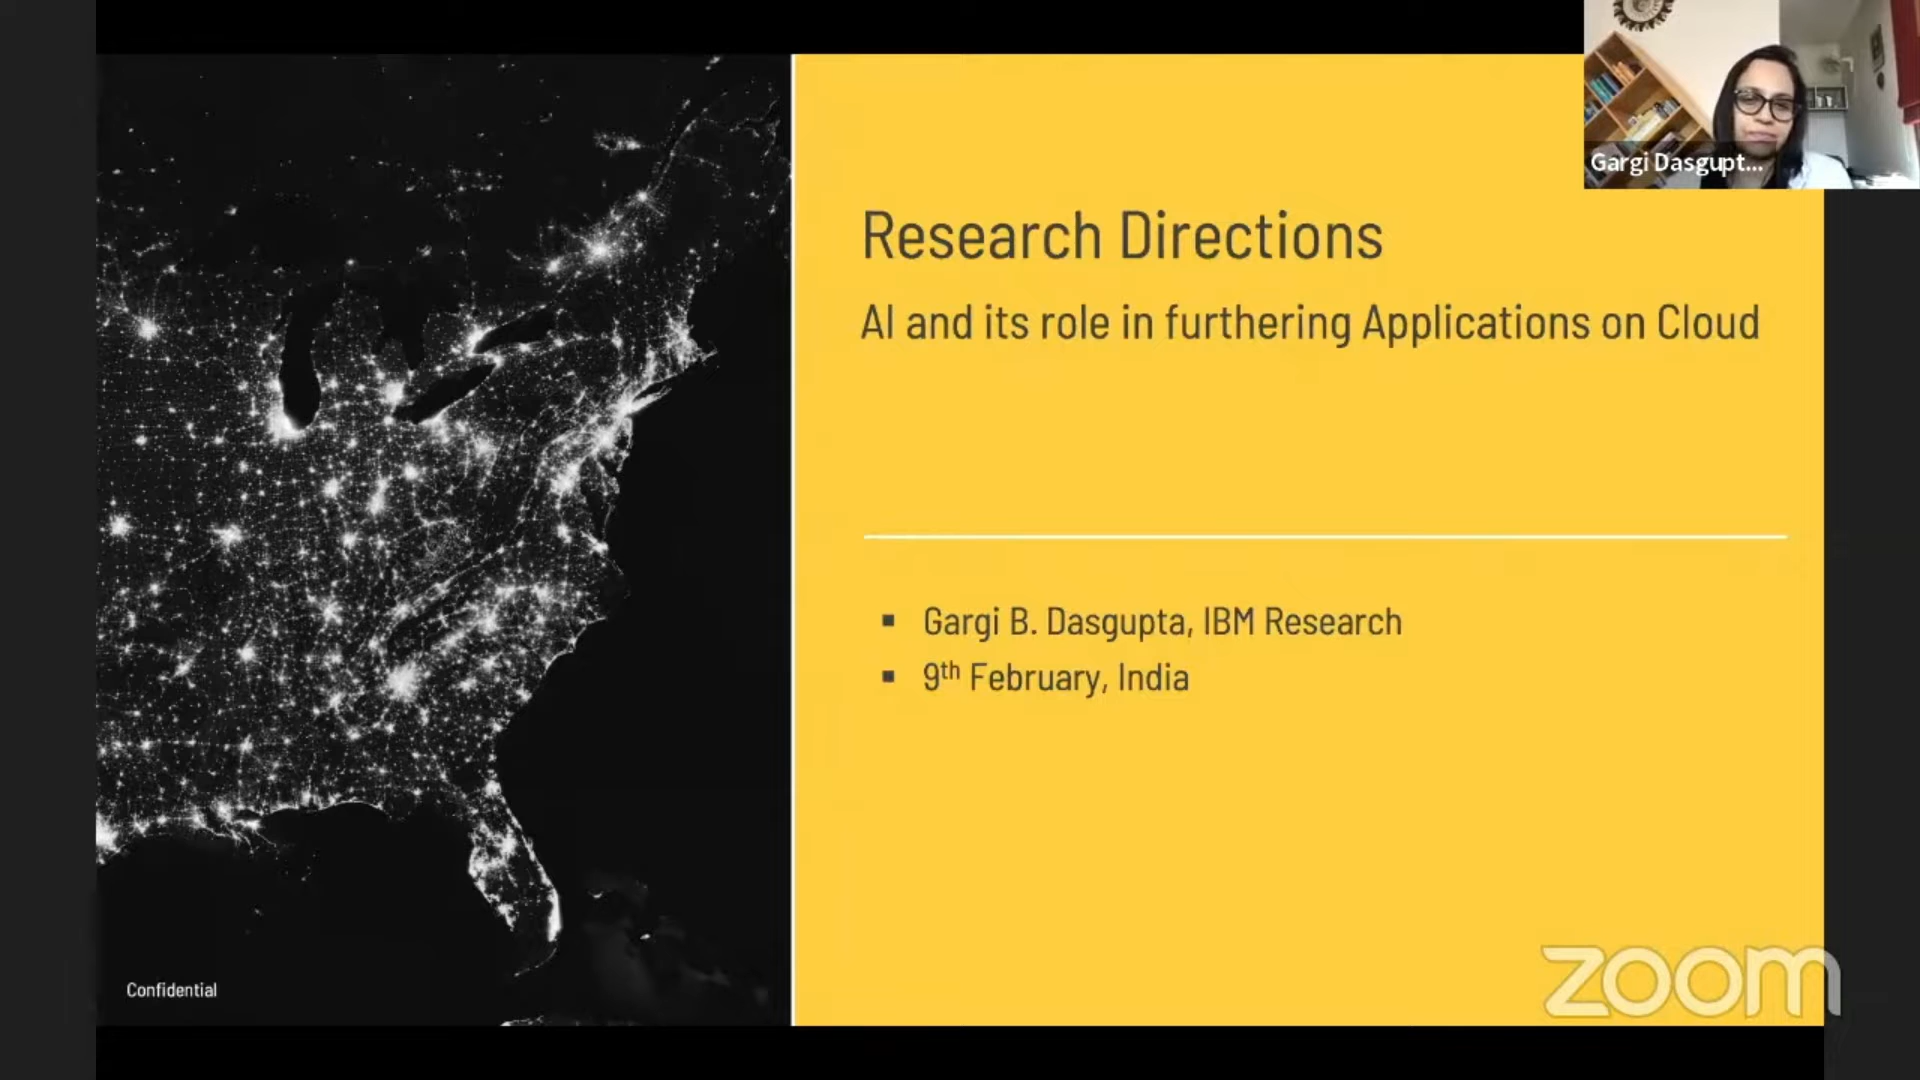 Gargi Dasgupt...
Research Directions
AI and its role in furthering Applications on Cloud
▪ Gargi B. Dasgupta, IBM Research
▪ 9th February, India
Confidential
zoom